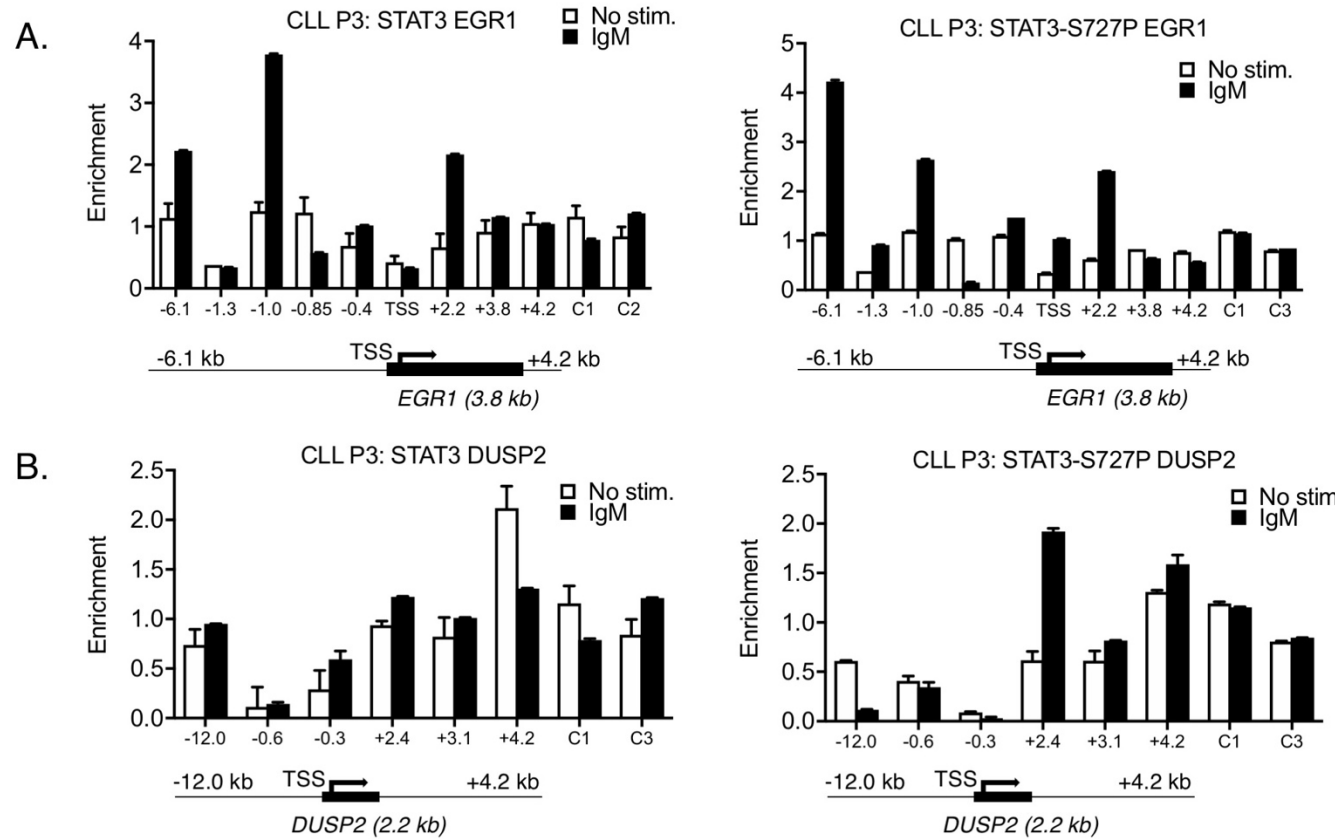 A.
CLL P3: STAT3 EGR1
No stim.
IgM
Enrichment
4
3
2
1
0
-6.1 -1.3 -1.0 -0.85 -0.4 TSS +2.2 +3.8 +4.2 C1 C2
-6.1 kb TSS +4.2 kb
EGR1 (3.8 kb)
CLL P3: STAT3-S727P EGR1
No stim.
IgM
Enrichment
5
4
3
2
1
0
-6.1 -1.3 -1.0 -0.85 -0.4 TSS +2.2 +3.8 +4.2 C1 C3
-6.1 kb TSS +4.2 kb
EGR1 (3.8 kb)
B.
CLL P3: STAT3 DUSP2
No stim.
IgM
Enrichment
2.5
2.0
1.5
1.0
0.5
0.0
-12.0 -0.6 -0.3 +2.4 +3.1 +4.2 C1 C3
-12.0 kb TSS +4.2 kb
DUSP2 (2.2 kb)
CLL P3: STAT3-S727P DUSP2
No stim
IgM
Enrichment
2.5
2.0
1.5
1.0
0.5
0.0
-12.0 -0.6 -0.3 +2.4 +3.1 +4.2 C1 C3
-12.0 kb TSS +4.2 kb
DUSP2 (2.2 kb)